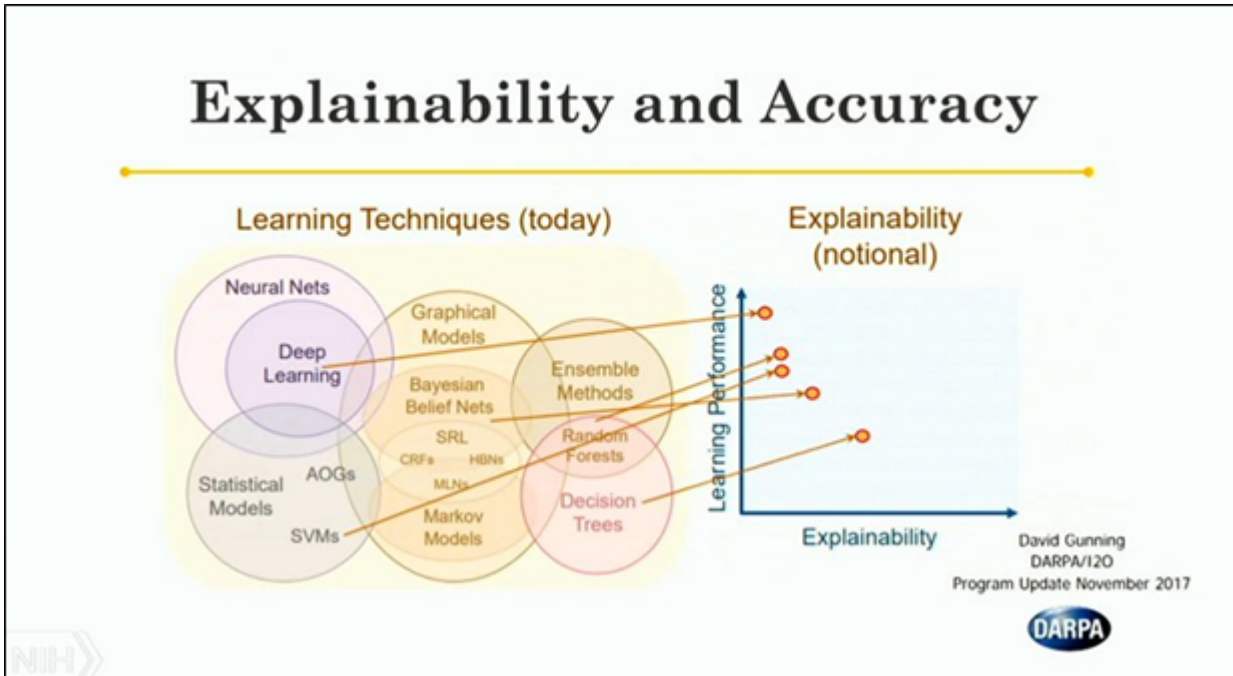 Explainability and Accuracy
Learning Techniques (today)
Neural Nets
Deep
Learning
Graphical
Models
Bayesian
Belief Nets
SRL
CRFs
HBNs
MLNs
Markov
Models
Ensemble
Methods
Random
Forests
Decision
Trees
Statistical
Models
AOGs
SVMs
Explainability
(notional)
Learning Performance
Explainability
David Gunning
DARPA/I2O
Program Update November 2017
DARPA
NIH